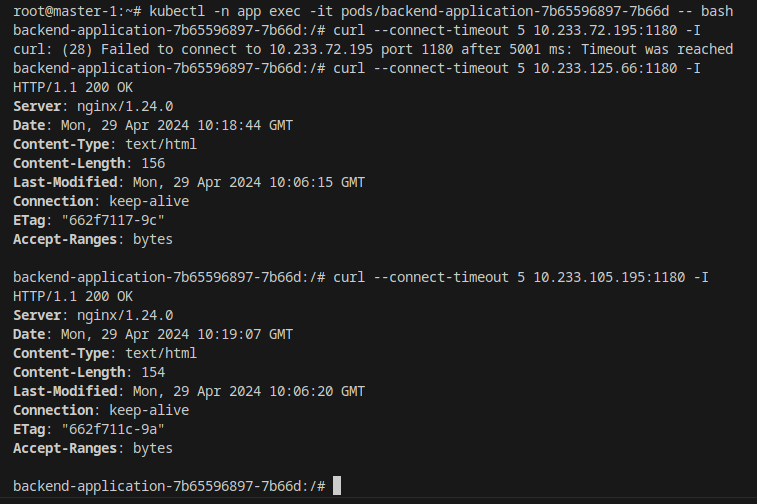 root@master-1:~# kubectl -n app exec -it pods/backend-application-7b65596897-7b66d -- bash
backend-application-7b65596897-7b66d:/# curl --connect-timeout 5 10.233.72.195:1180 -I
curl: (28) Failed to connect to 10.233.72.195 port 1180 after 5001 ms: Timeout was reached
backend-application-7b65596897-7b66d:/# curl --connect-timeout 5 10.233.125.66:1180 -I
HTTP/1.1 200 OK
Server: nginx/1.24.0
Date: Mon, 29 Apr 2024 10:18:44 GMT
Content-Type: text/html
Content-Length: 156
Last-Modified: Mon, 29 Apr 2024 10:06:15 GMT
Connection: keep-alive
ETag: "662f7117-9c"
Accept-Ranges: bytes

backend-application-7b65596897-7b66d:/# curl --connect-timeout 5 10.233.105.195:1180 -I
HTTP/1.1 200 OK
Server: nginx/1.24.0
Date: Mon, 29 Apr 2024 10:19:07 GMT
Content-Type: text/html
Content-Length: 154
Last-Modified: Mon, 29 Apr 2024 10:06:20 GMT
Connection: keep-alive
ETag: "662f711c-9a"
Accept-Ranges: bytes

backend-application-7b65596897-7b66d:/#